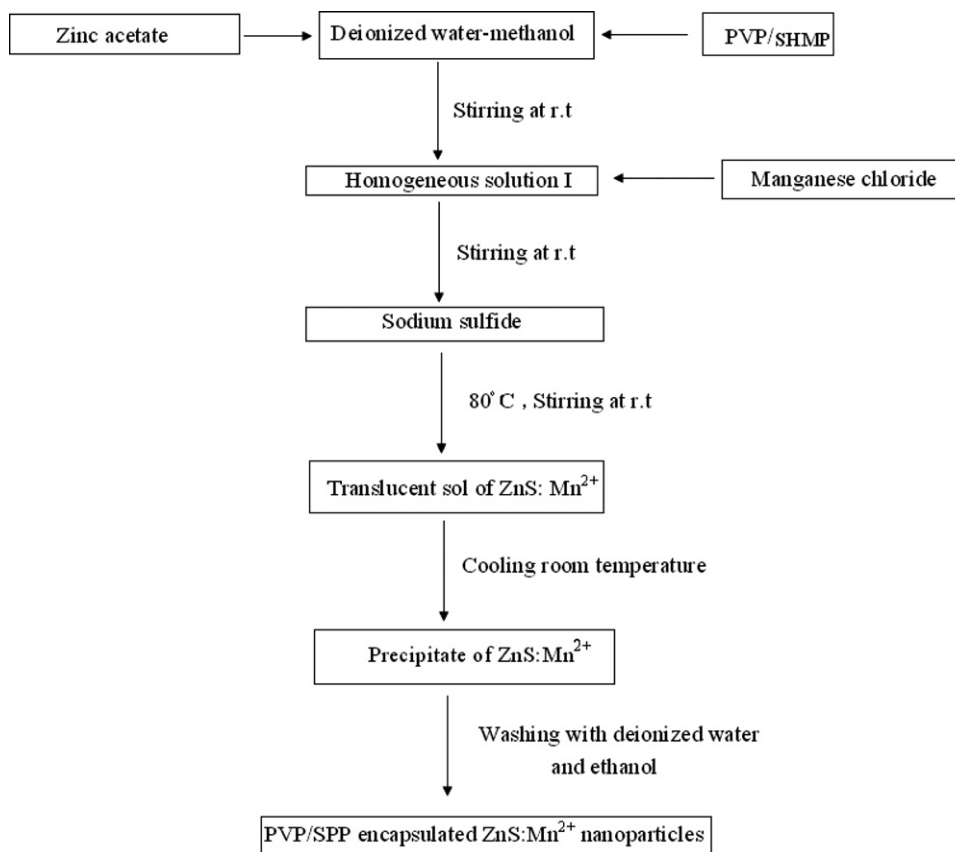 Zinc acetate
Deionized water-methanol
PVP/SHMP
Stirring at r.t
Homogeneous solution I
Manganese chloride
Stirring at r.t
Sodium sulfide
80° C , Stirring at r.t
Translucent sol of ZnS: Mn²⁺
Cooling room temperature
Precipitate of ZnS:Mn²⁺
Washing with deionized water
and ethanol
PVP/SPP encapsulated ZnS:Mn²⁺ nanoparticles